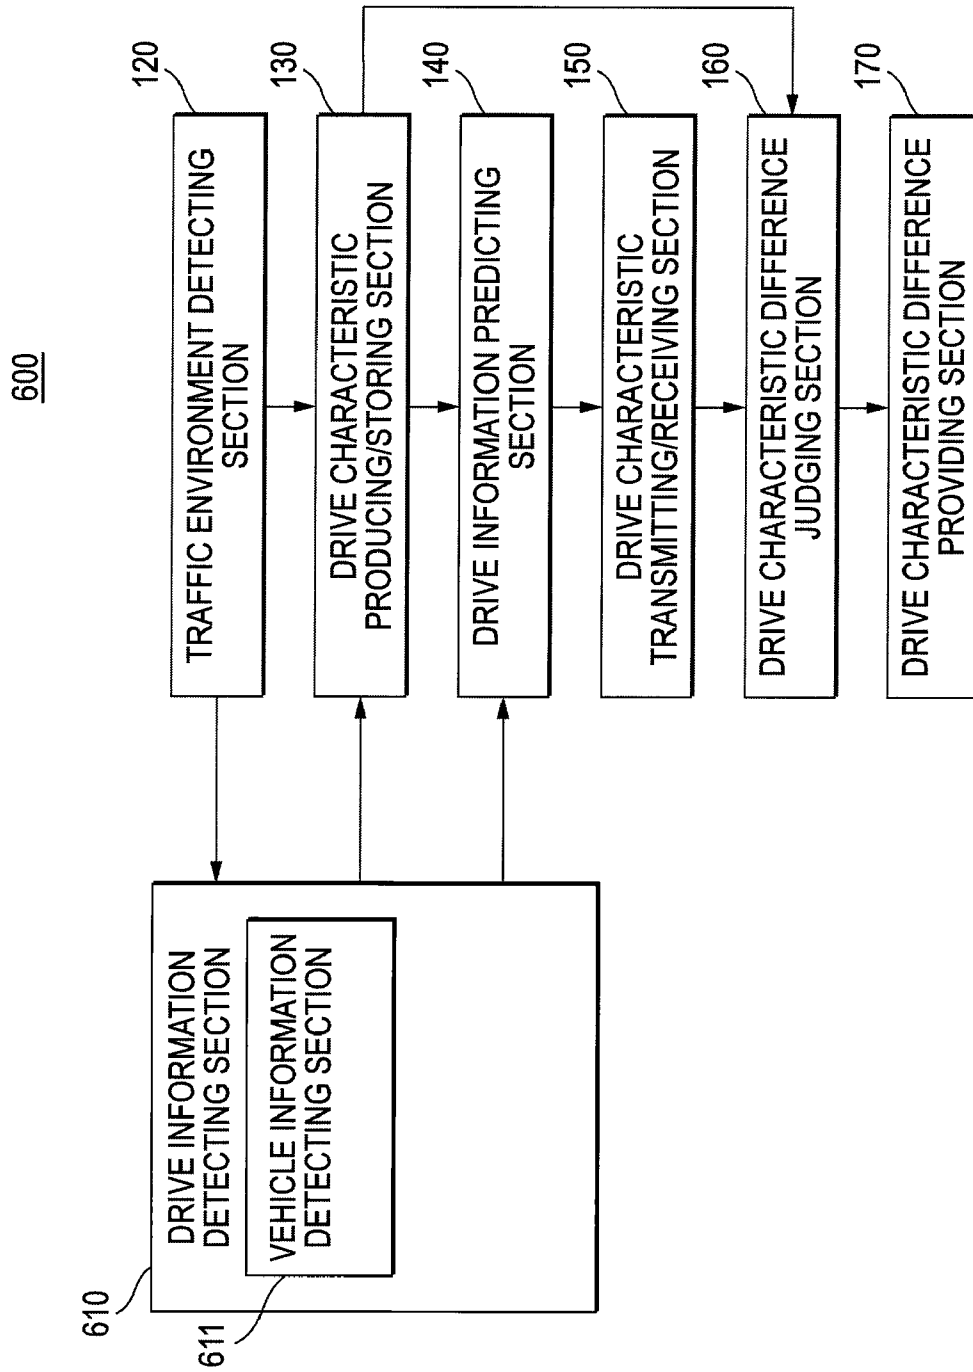 600
610
DRIVE INFORMATION
DETECTING SECTION
611
VEHICLE INFORMATION
DETECTING SECTION
120
TRAFFIC ENVIRONMENT DETECTING
SECTION
130
DRIVE CHARACTERISTIC
PRODUCING/STORING SECTION
140
DRIVE INFORMATION PREDICTING
SECTION
150
DRIVE CHARACTERISTIC
TRANSMITTING/RECEIVING SECTION
160
DRIVE CHARACTERISTIC DIFFERENCE
JUDGING SECTION
170
DRIVE CHARACTERISTIC DIFFERENCE
PROVIDING SECTION